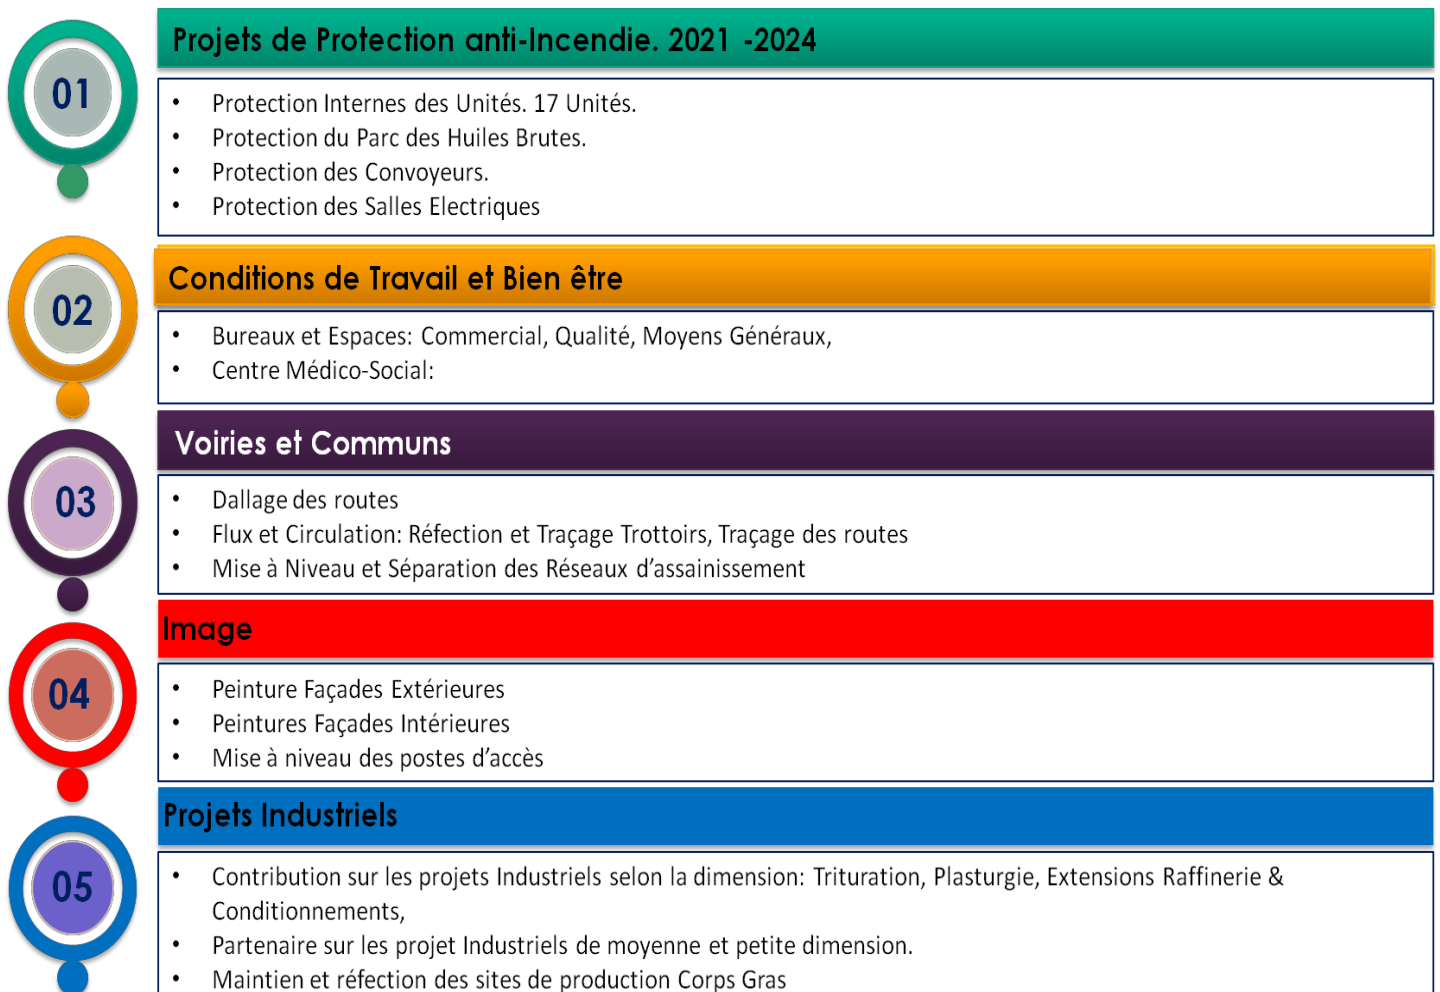 01
Projets de Protection anti-Incendie. 2021 -2024
• Protection Internes des Unités. 17 Unités.
• Protection du Parc des Huiles Brutes.
• Protection des Convoyeurs.
• Protection des Salles Electriques
02
Conditions de Travail et Bien être
• Bureaux et Espaces: Commercial, Qualité, Moyens Généraux,
• Centre Médico-Social:
03
Voiries et Communs
• Dallage des routes
• Flux et Circulation: Réfection et Traçage Trottoirs, Traçage des routes
• Mise à Niveau et Séparation des Réseaux d’assainissement
04
Image
• Peinture Façades Extérieures
• Peintures Façades Intérieures
• Mise à niveau des postes d’accès
05
Projets Industriels
• Contribution sur les projets Industriels selon la dimension: Trituration, Plasturgie, Extensions Raffinerie &
Conditionnements,
• Partenaire sur les projet Industriels de moyenne et petite dimension.
• Maintien et réfection des sites de production Corps Gras